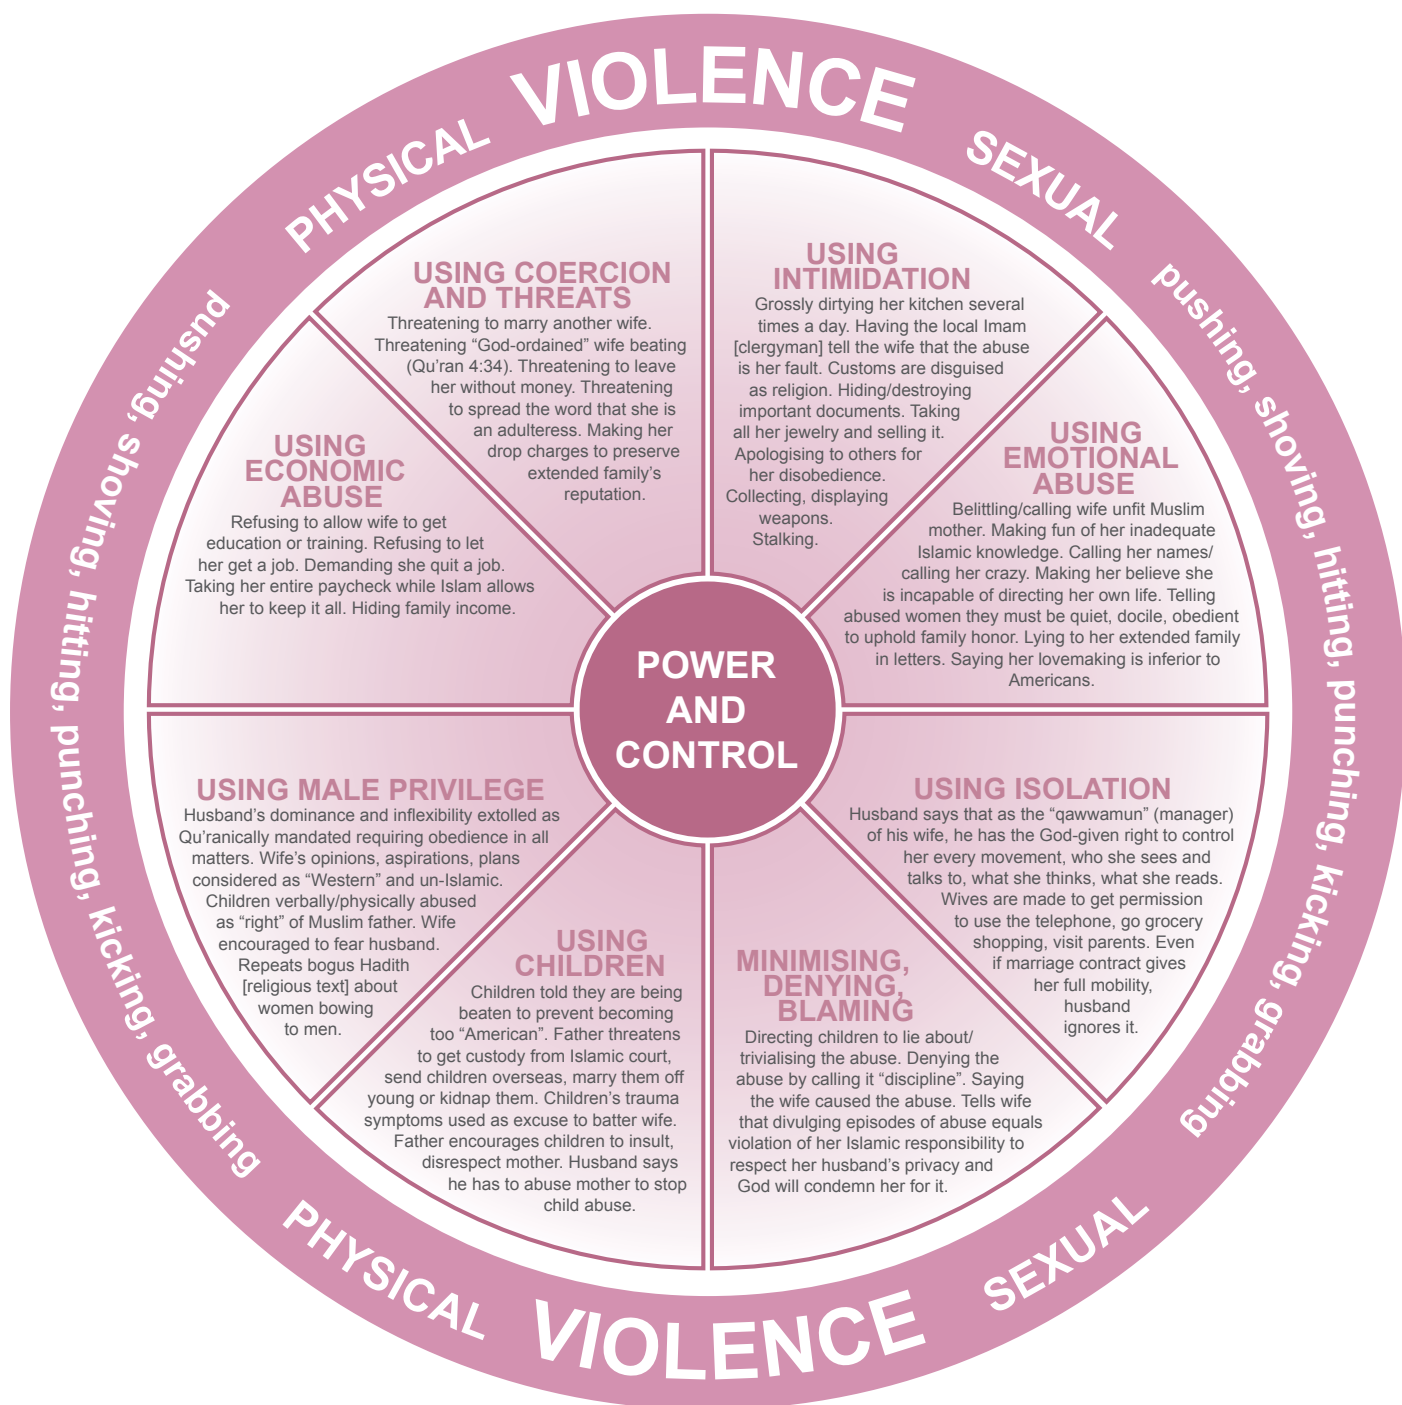 PHYSICAL VIOLENCE SEXUAL
pushing, shoving, hitting, punching, kicking, grabbing
pushing, shoving, hitting, punching, kicking, grabbing
USING COERCION
AND THREATS
Threatening to marry another wife.
Threatening “God-ordained” wife beating
(Qu’ran 4:34). Threatening to leave
her without money. Threatening
to spread the word that she is
an adulteress. Making her
drop charges to preserve
extended family’s
reputation.
USING
INTIMIDATION
Grossly dirtying her kitchen several
times a day. Having the local Imam
[clergyman] tell the wife that the abuse
is her fault. Customs are disguised
as religion. Hiding/destroying
important documents. Taking
all her jewelry and selling it.
Apologising to others for
her disobedience.
Collecting, displaying
weapons.
Stalking.
USING
ECONOMIC
ABUSE
Refusing to allow wife to get
education or training. Refusing to let
her get a job. Demanding she quit a job.
Taking her entire paycheck while Islam allows
her to keep it all. Hiding family income.
USING
EMOTIONAL
ABUSE
Belittling/calling wife unfit Muslim
mother. Making fun of her inadequate
Islamic knowledge. Calling her names/
calling her crazy. Making her believe she
is incapable of directing her own life. Telling
abused women they must be quiet, docile, obedient
to uphold family honor. Lying to her extended family
in letters. Saying her lovemaking is inferior to
Americans.
POWER
AND
CONTROL
USING MALE PRIVILEGE
Husband’s dominance and inflexibility extolled as
Qu’ranically mandated requiring obedience in all
matters. Wife’s opinions, aspirations, plans
considered as “Western” and un-Islamic.
Children verbally/physically abused
as “right” of Muslim father. Wife
encouraged to fear husband.
Repeats bogus Hadith
[religious text] about
women bowing
to men.
USING ISOLATION
Husband says that as the “qawwamun” (manager)
of his wife, he has the God-given right to control
her every movement, who she sees and
talks to, what she thinks, what she reads.
Wives are made to get permission
to use the telephone, go grocery
shopping, visit parents. Even
if marriage contract gives
her full mobility,
husband
ignores it.
USING
CHILDREN
Children told they are being
beaten to prevent becoming
too “American”. Father threatens
to get custody from Islamic court,
send children overseas, marry them off
young or kidnap them. Children’s trauma
symptoms used as excuse to batter wife.
Father encourages children to insult,
disrespect mother. Husband says
he has to abuse mother to stop
child abuse.
MINIMISING,
DENYING,
BLAMING
Directing children to lie about/
trivialising the abuse. Denying the
abuse by calling it “discipline”. Saying
the wife caused the abuse. Tells wife
that divulging episodes of abuse equals
violation of her Islamic responsibility to
respect her husband’s privacy and
God will condemn her for it.
PHYSICAL VIOLENCE SEXUAL